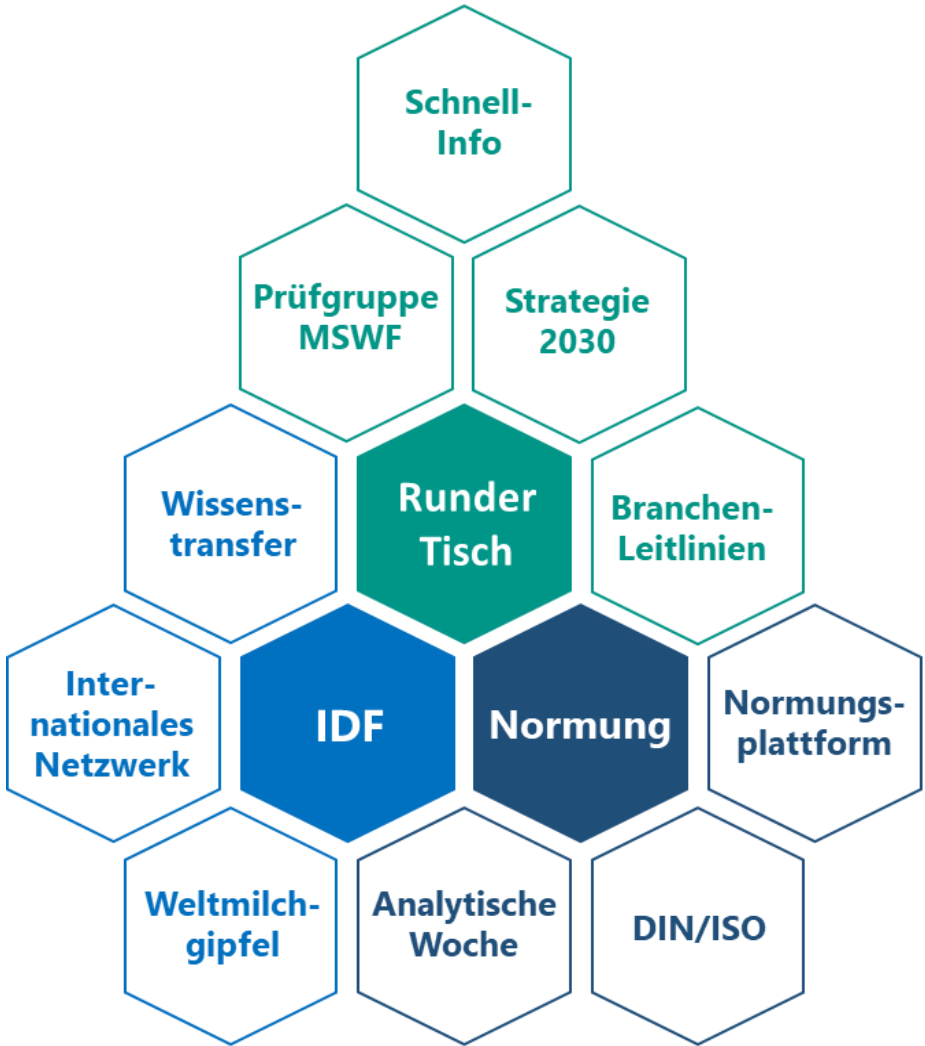 Schnell-
Info
Prüfgruppe
MSWF
Strategie
2030
Wissens-
transfer
Runder
Tisch
Branchen-
Leitlinien
Inter-
nationales
Netzwerk
IDF
Normung
Normungs-
plattform
Weltmilch-
gipfel
Analytische
Woche
DIN/ISO